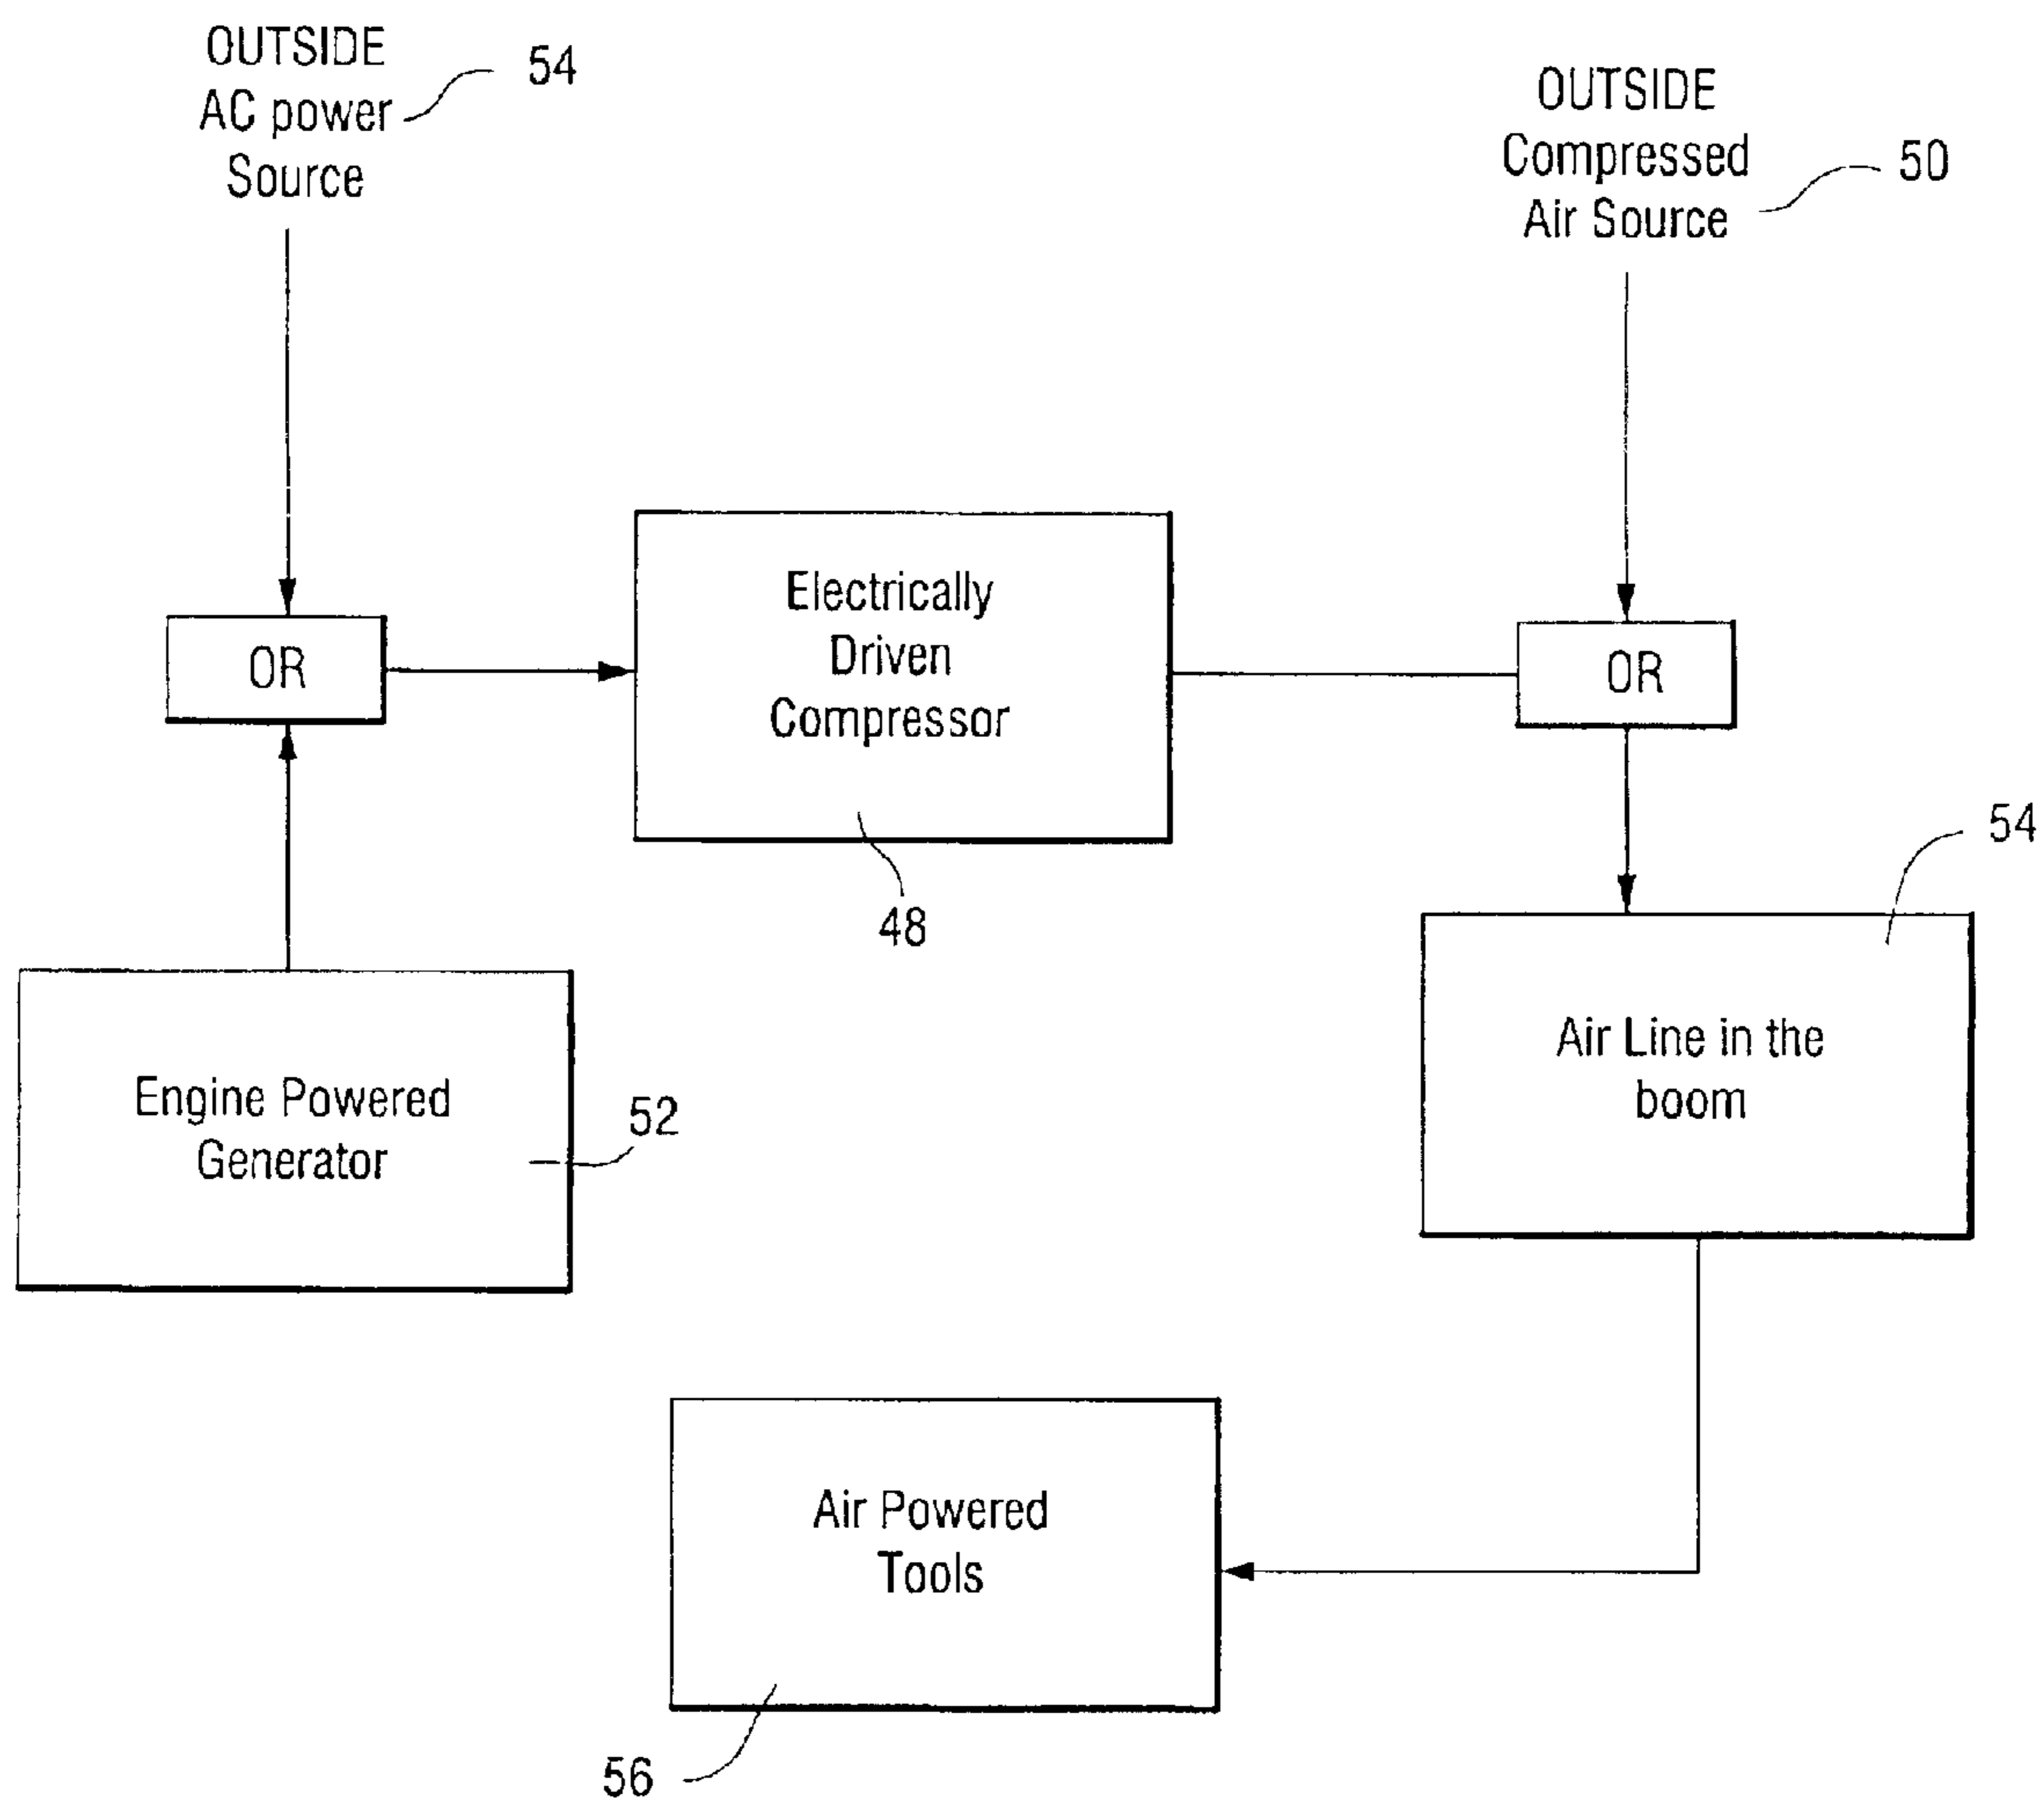 OUTSIDE
AC power
Source
54
OUTSIDE
Compressed
Air Source
50
OR
Electrically
Driven
Compressor
48
OR
54
Engine Powered
Generator
52
Air Line in the
boom
Air Powered
Tools
56